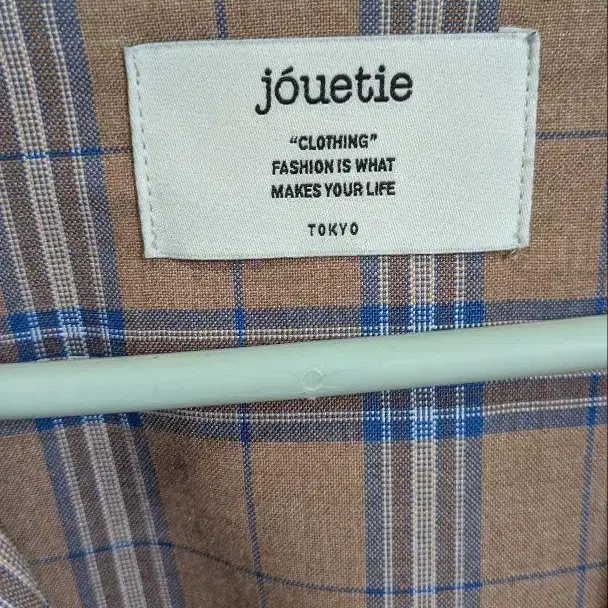 jóuetie
“CLOTHING”
FASHION IS WHAT
MAKES YOUR LIFE
TOKYO